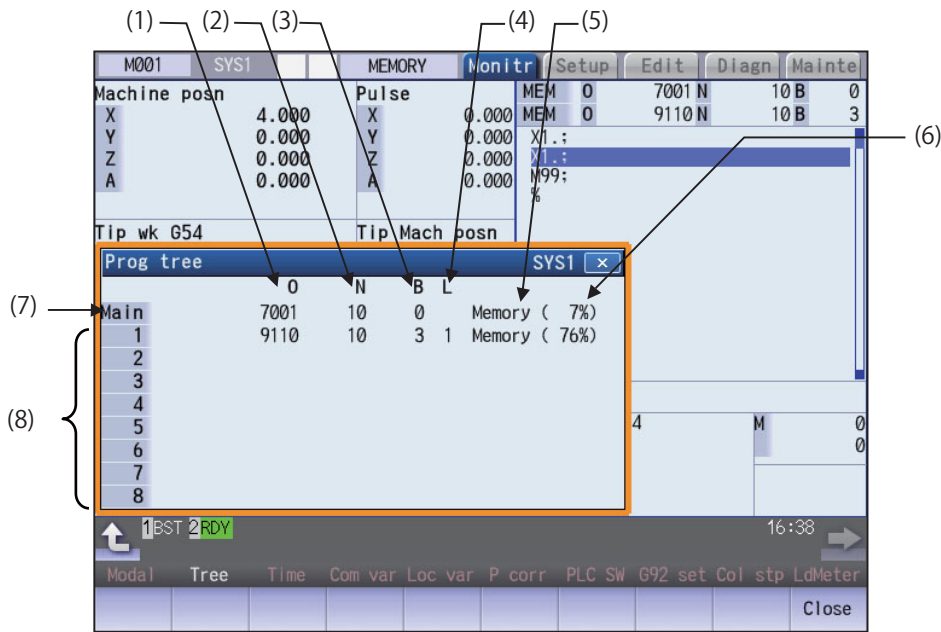 (1) (2) (3) (4) (5)
M001 SYS1 MEMORY Monitr Setup Edit Diagn Mainte
Machine posn Pulse MEM O 7001 N 10 B 0
X 4.000 X 0.000 MEM O 9110 N 10 B 3
Y 0.000 Y 0.000 X1.;
Z 0.000 Z 0.000 X1.;
A 0.000 A 0.000 M99;
%
(6)
Tip wk G54 Tip Mach posn
Prog tree SYS1 ×
O N B L
(7) Main 7001 10 0 Memory ( 7%)
1 9110 10 3 1 Memory ( 76%)
2
3
4
(8) 5 4 M 0
6 0
7
8
1BST 2RDY 16:38
Modal Tree Time Com var Loc var P corr PLC SW G92 set Col stp LdMeter
Close